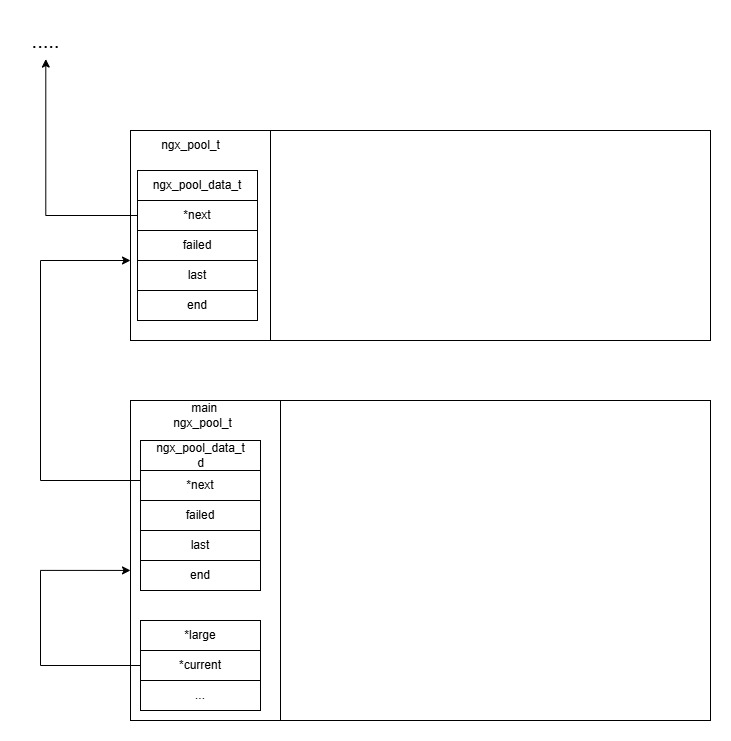 .....
ngx_pool_t
ngx_pool_data_t
*next
failed
last
end
main
ngx_pool_t
ngx_pool_data_t
d
*next
failed
last
end
*large
*current
...